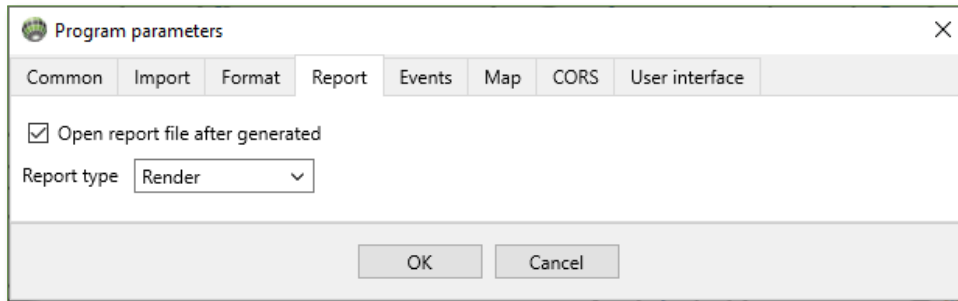 Program parameters
Common Import Format Report Events Map CORS User interface
Open report file after generated
Report type Render
OK Cancel